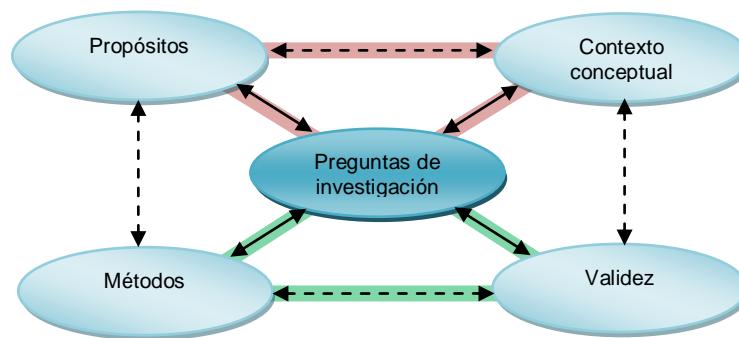 Propósitos
Contexto
conceptual
Preguntas de
investigación
Métodos
Validez